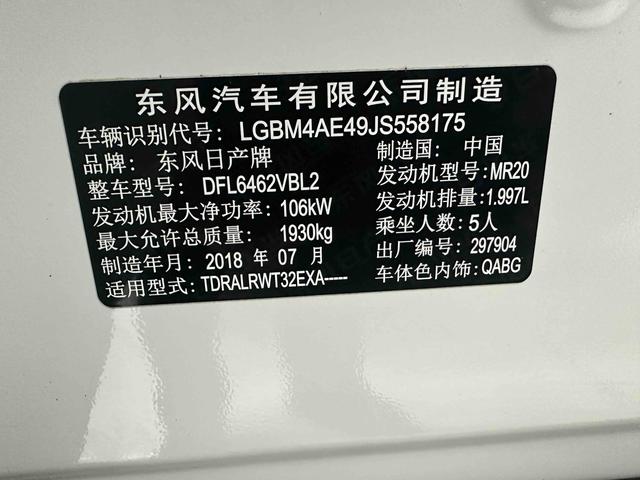 东风汽车有限公司制造
车辆识别代号: LGBM4AE49JS558175
品牌: 东风日产牌 制造国: 中国
整车型号: DFL6462VBL2 发动机型号: MR20
发动机最大净功率: 106kW 发动机排量: 1.997L
最大允许总质量: 1930kg 乘坐人数: 5人
制造年月: 2018 年 07 月 出厂编号: 297904
适用型式: TDRALRWT32EXA----- 车体色内饰: QABG